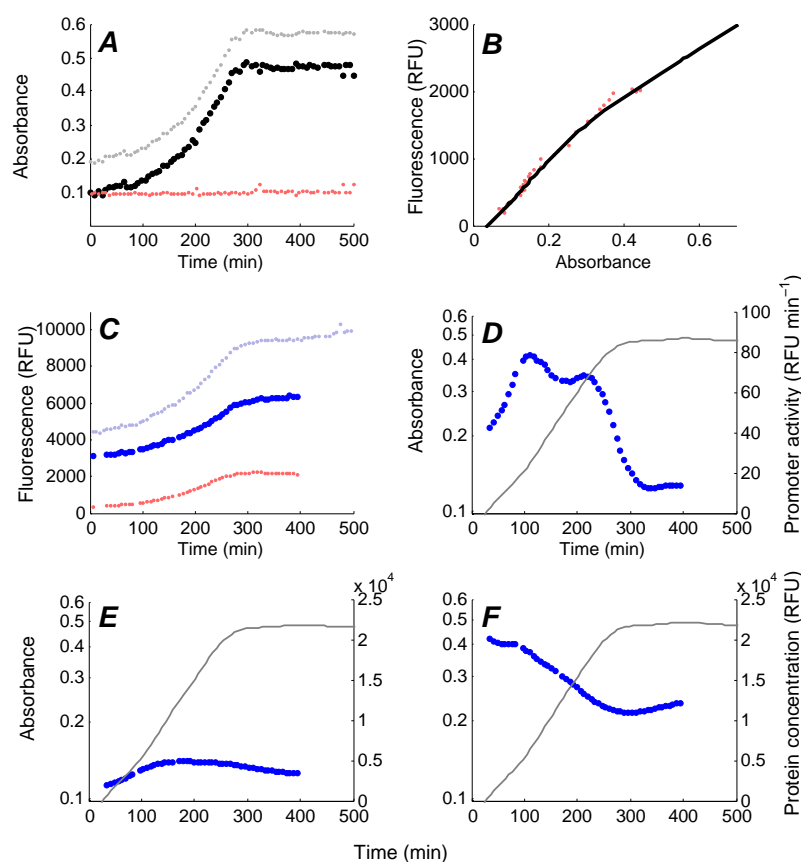 A
Absorbance
0.6
0.5
0.4
0.3
0.2
0.1
0 100 200 300 400 500
Time (min)
B
Fluorescence (RFU)
3000
2000
1000
0
0.2 0.4 0.6
Absorbance
C
Fluorescence (RFU)
10000
8000
6000
4000
2000
0
0 100 200 300 400 500
Time (min)
D
Absorbance
0.6
0.5
0.4
0.3
0.2
0.1
0 100 200 300 400 500
Time (min)
100
80
60
40
20
0
Promoter activity (RFU min⁻¹)
E
Absorbance
0.6
0.5
0.4
0.3
0.2
0.1
0 100 200 300 400 500
x 10⁴
2.5
2
1.5
1
0.5
0
F
0.6
0.5
0.4
0.3
0.2
0.1
0 100 200 300 400 500
x 10⁴
2.5
2
1.5
1
0.5
0
Protein concentration (RFU)
Time (min)